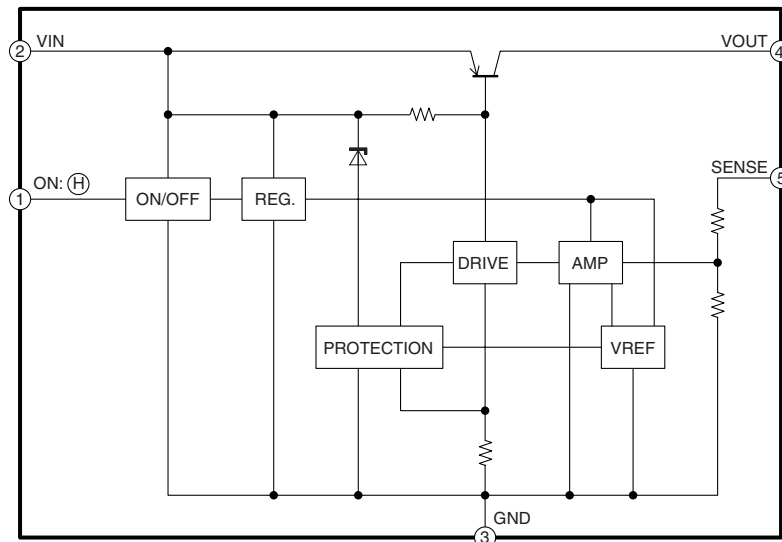 2 VIN
VOUT 4
1 ON: H
SENSE 5
ON/OFF
REG.
DRIVE
AMP
PROTECTION
VREF
GND
3